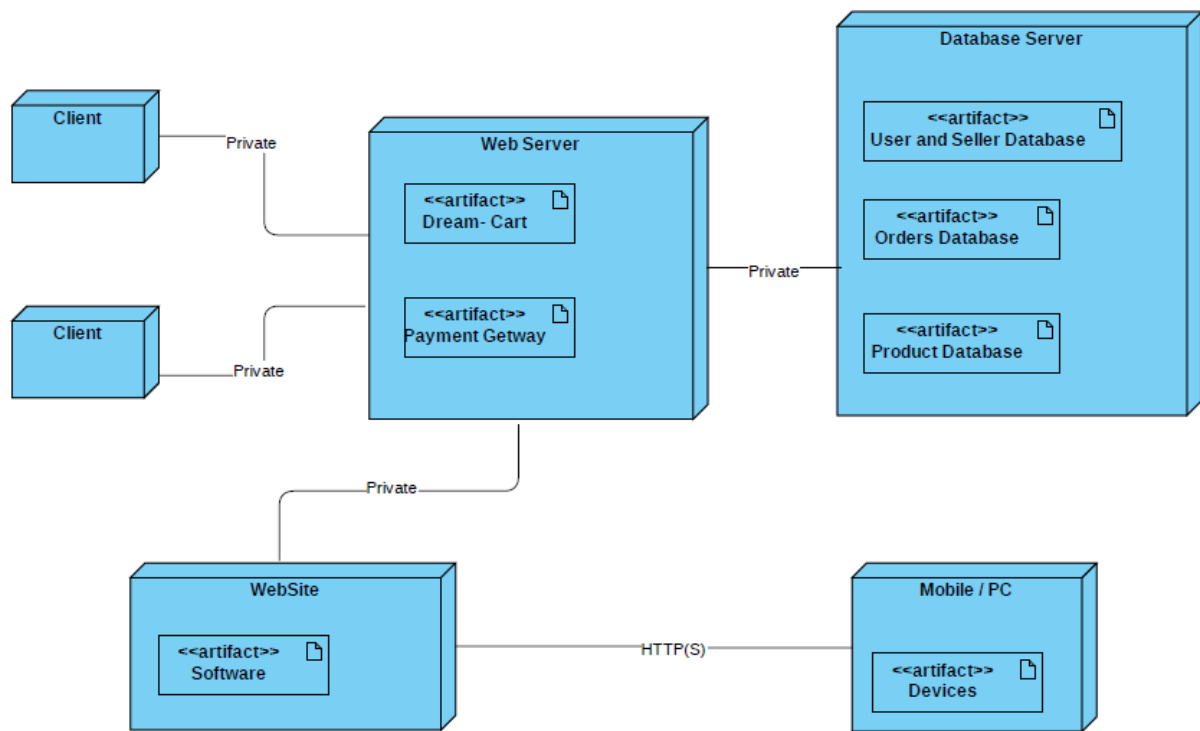 Database Server
<<artifact>>
User and Seller Database
<<artifact>>
Orders Database
<<artifact>>
Product Database
Client
Private
Web Server
<<artifact>>
Dream- Cart
<<artifact>>
Payment Getway
Private
Client
Private
Private
WebSite
<<artifact>>
Software
HTTP(S)
Mobile / PC
<<artifact>>
Devices